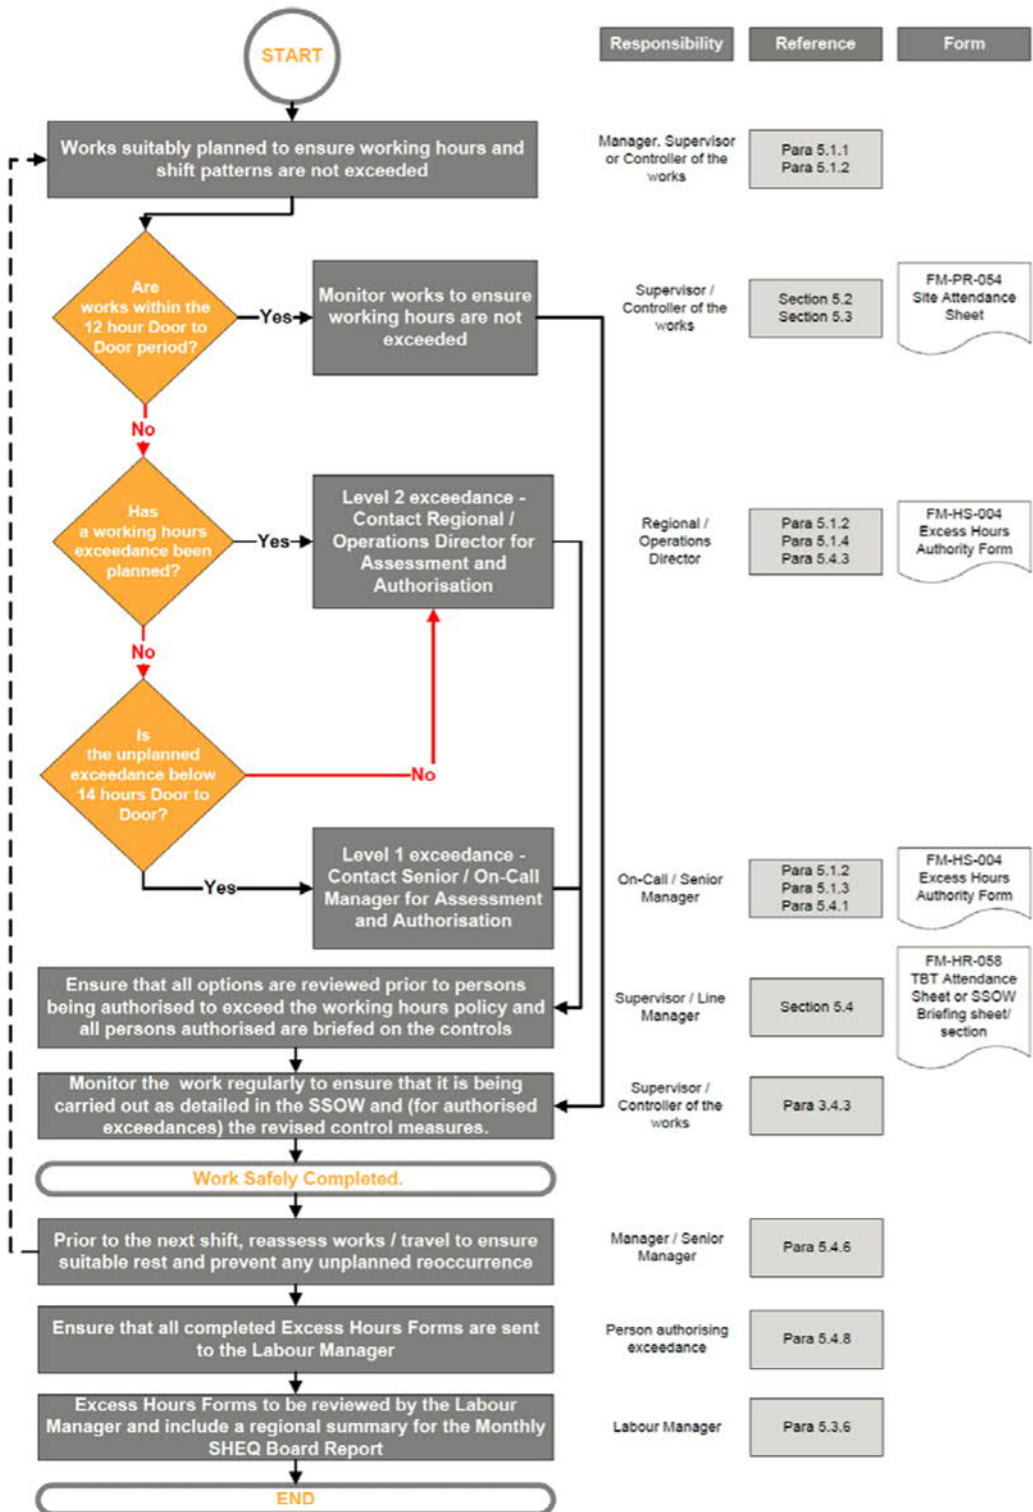 START
Responsibility
Reference
Form
Works suitably planned to ensure working hours and
shift patterns are not exceeded
Manager, Supervisor
or Controller of the
works
Para 5.1.1
Para 5.1.2
Are
works within the
12 hour Door to
Door period?
Yes
Monitor works to ensure
working hours are not
exceeded
Supervisor /
Controller of the
works
Section 5.2
Section 5.3
FM-PR-054
Site Attendance
Sheet
No
Has
a working hours
exceedance been
planned?
Yes
Level 2 exceedance -
Contact Regional /
Operations Director for
Assessment and
Authorisation
Regional /
Operations
Director
Para 5.1.2
Para 5.1.4
Para 5.4.3
FM-HS-004
Excess Hours
Authority Form
No
Is
the unplanned
exceedance below
14 hours Door to
Door?
No
Yes
Level 1 exceedance -
Contact Senior / On-Call
Manager for Assessment
and Authorisation
On-Call / Senior
Manager
Para 5.1.2
Para 5.1.3
Para 5.4.1
FM-HS-004
Excess Hours
Authority Form
Ensure that all options are reviewed prior to persons
being authorised to exceed the working hours policy and
all persons authorised are briefed on the controls
Supervisor / Line
Manager
Section 5.4
FM-HR-058
TBT Attendance
Sheet or SSOW
Briefing sheet/
section
Monitor the work regularly to ensure that it is being
carried out as detailed in the SSOW and (for authorised
exceedances) the revised control measures.
Supervisor /
Controller of the
works
Para 3.4.3
Work Safely Completed.
Prior to the next shift, reassess works / travel to ensure
suitable rest and prevent any unplanned reoccurrence
Manager / Senior
Manager
Para 5.4.6
Ensure that all completed Excess Hours Forms are sent
to the Labour Manager
Person authorising
exceedance
Para 5.4.8
Excess Hours Forms to be reviewed by the Labour
Manager and include a regional summary for the Monthly
SHEQ Board Report
Labour Manager
Para 5.3.6
END